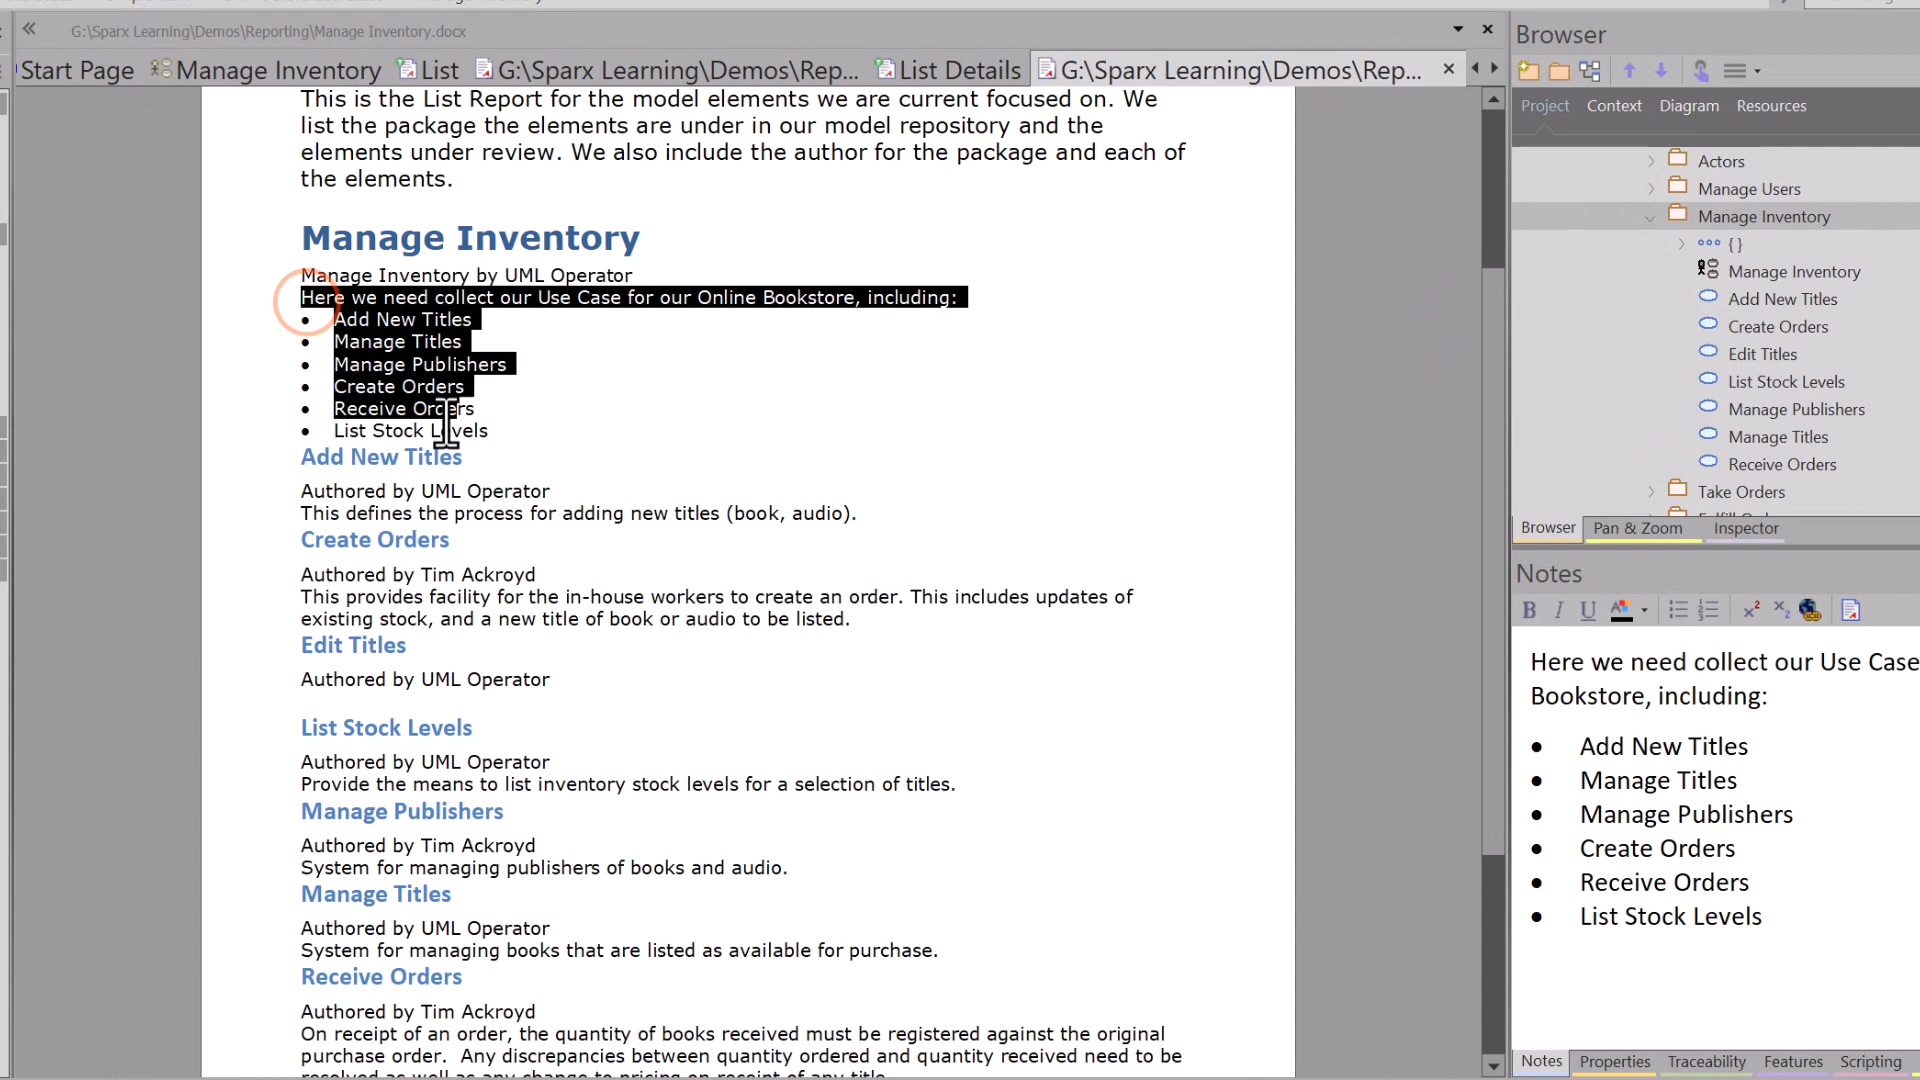 G:\Sparx Learning\Demos\Reporting\Manage Inventory.docx
Start Page
Manage Inventory
List
G:\Sparx Learning\Demos\Rep...
List Details
G:\Sparx Learning\Demos\Rep...
This is the List Report for the model elements we are current focused on. We
list the package the elements are under in our model repository and the
elements under review. We also include the author for the package and each of
the elements.
Manage Inventory
Manage Inventory by UML Operator
Here we need collect our Use Case for our Online Bookstore, including:
• Add New Titles
• Manage Titles
• Manage Publishers
• Create Orders
• Receive Orders
• List Stock Levels
Add New Titles
Authored by UML Operator
This defines the process for adding new titles (book, audio).
Create Orders
Authored by Tim Ackroyd
This provides facility for the in-house workers to create an order. This includes updates of
existing stock, and a new title of book or audio to be listed.
Edit Titles
Authored by UML Operator
List Stock Levels
Authored by UML Operator
Provide the means to list inventory stock levels for a selection of titles.
Manage Publishers
Authored by Tim Ackroyd
System for managing publishers of books and audio.
Manage Titles
Authored by UML Operator
System for managing books that are listed as available for purchase.
Receive Orders
Authored by Tim Ackroyd
On receipt of an order, the quantity of books received must be registered against the original
purchase order.  Any discrepancies between quantity ordered and quantity received need to be
Browser
Project Context Diagram Resources
Actors
Manage Users
Manage Inventory
{ }
Manage Inventory
Add New Titles
Create Orders
Edit Titles
List Stock Levels
Manage Publishers
Manage Titles
Receive Orders
Take Orders
Browser Pan & Zoom Inspector
Notes
B I U A x² x₂
Here we need collect our Use Case
Bookstore, including:
• Add New Titles
• Manage Titles
• Manage Publishers
• Create Orders
• Receive Orders
• List Stock Levels
Notes Properties Traceability Features Scripting